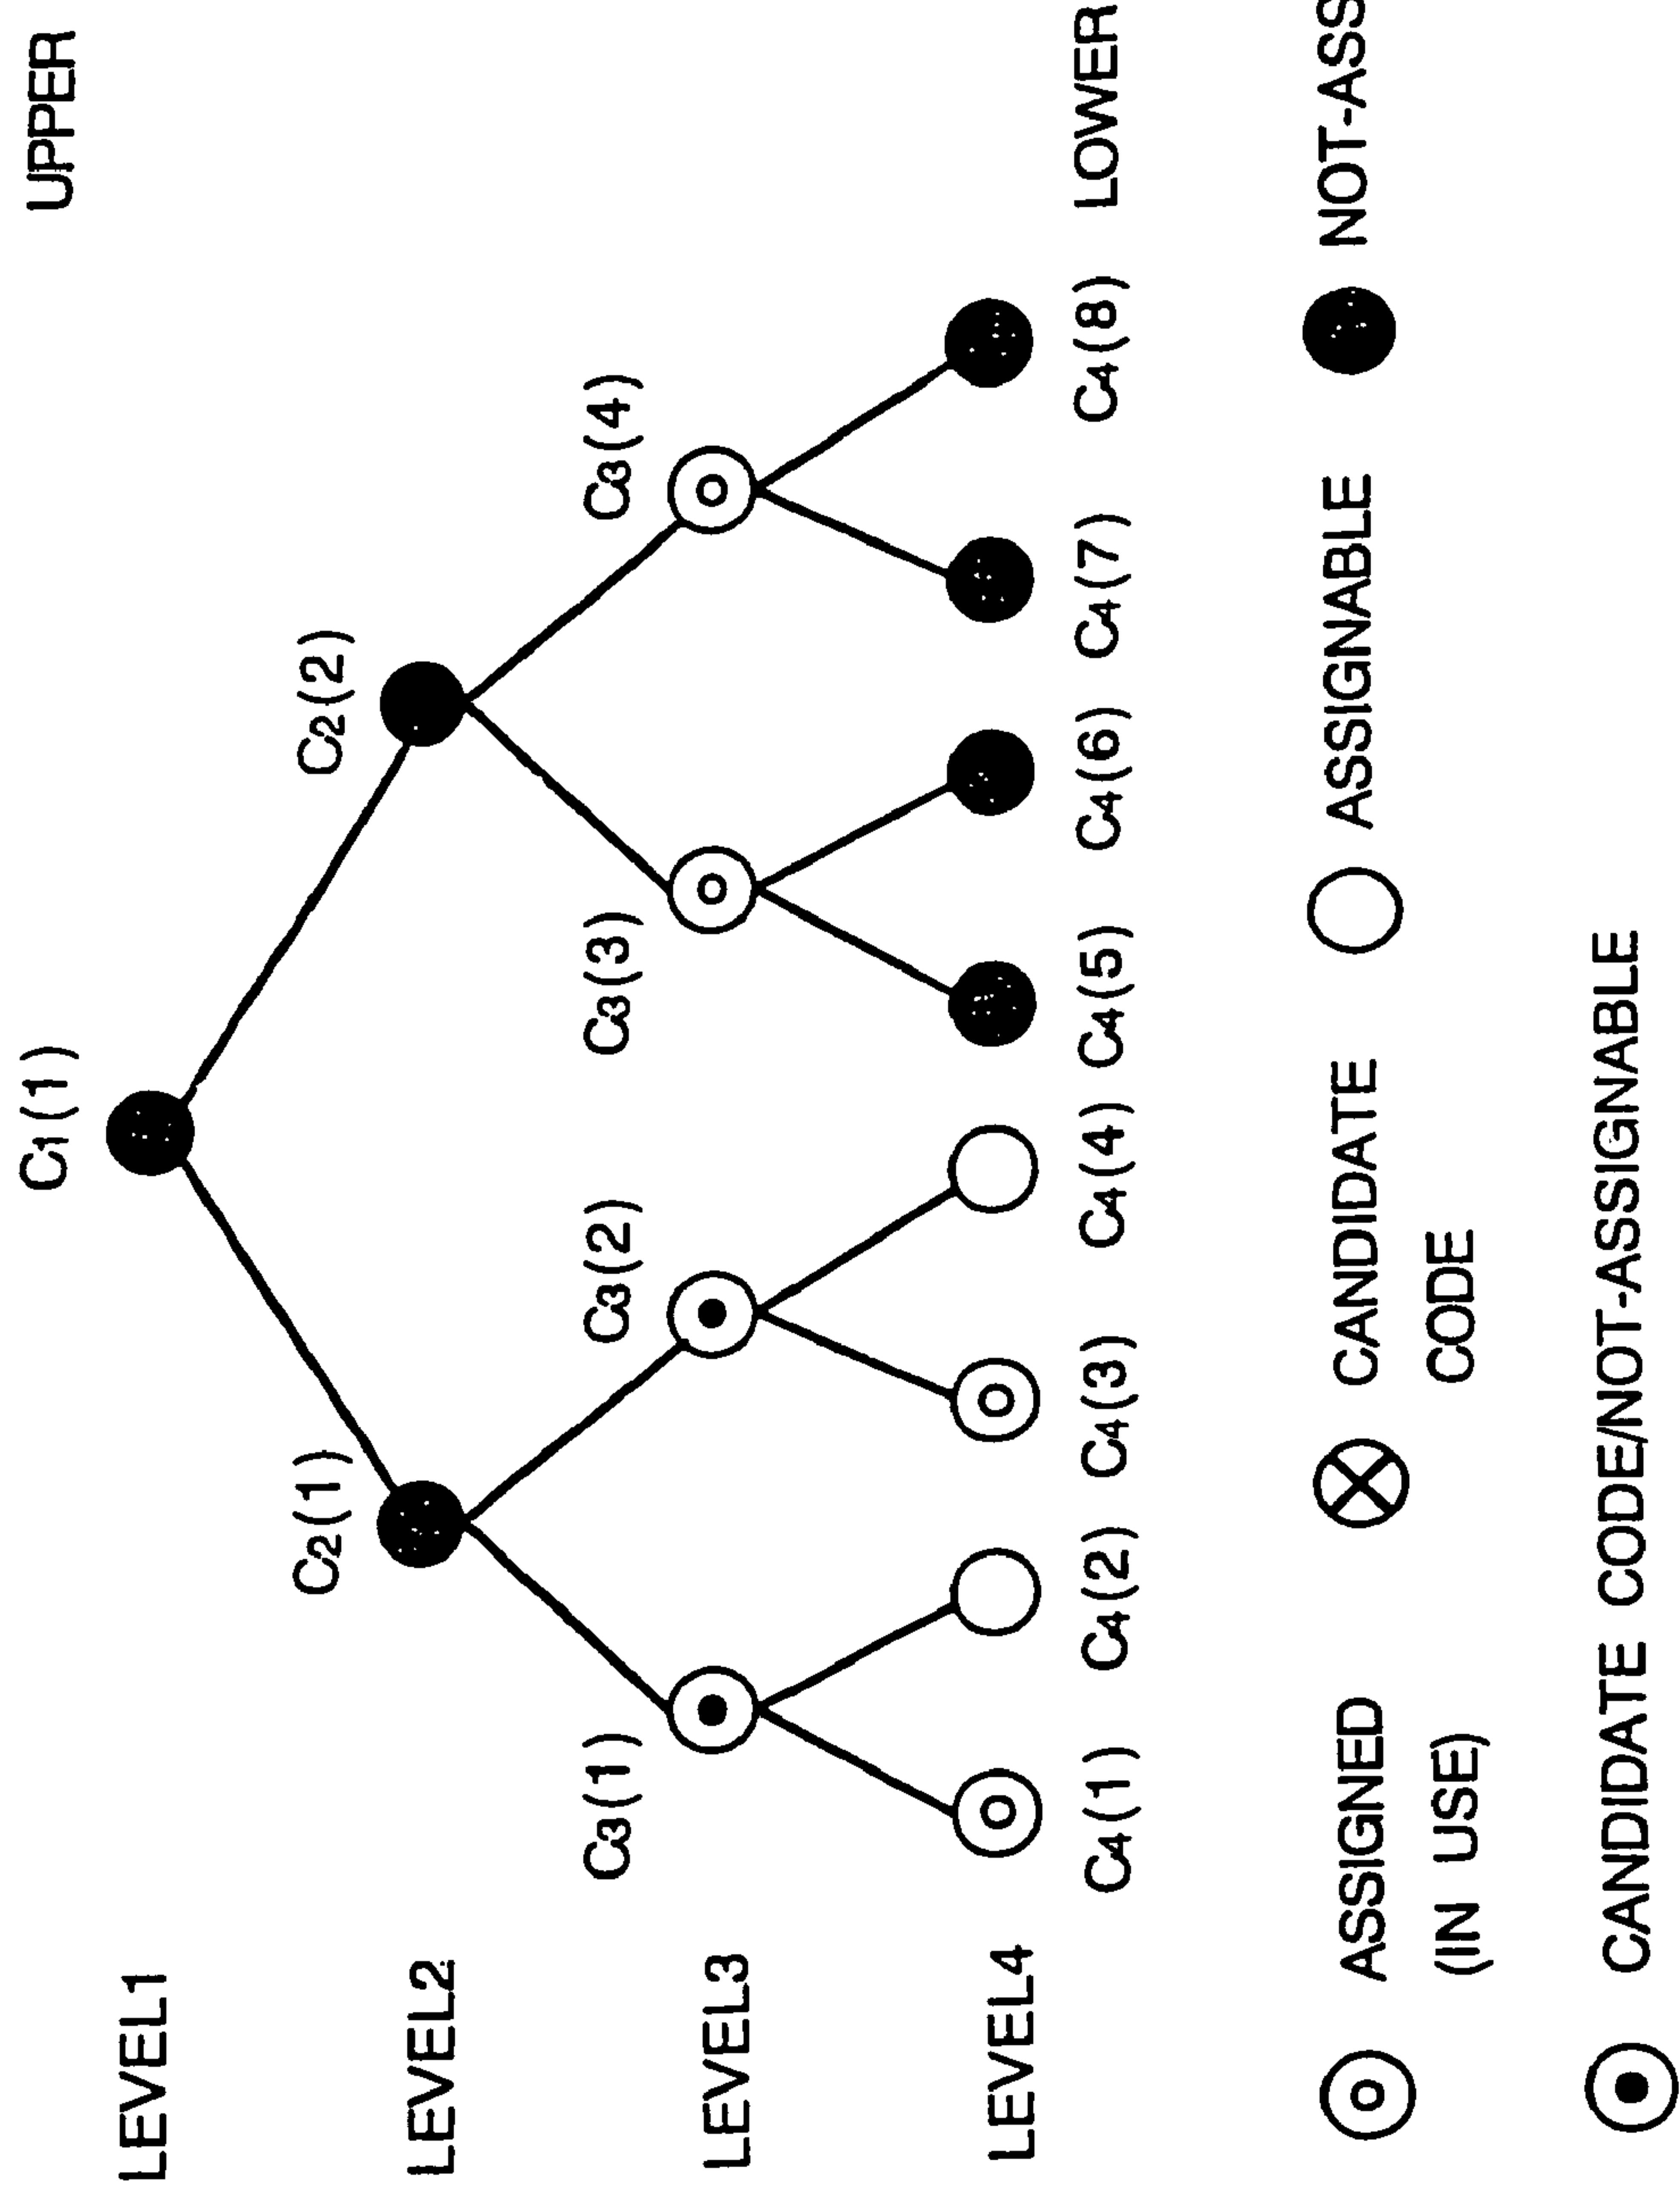 UPPER
C1(1)
LEVEL1
C2(1) C2(2)
LEVEL2
C3(1) C3(2) C3(3) C3(4)
LEVEL3
LEVEL4
C4(1) C4(2) C4(3) C4(4) C4(5) C4(6) C4(7) C4(8) LOWER
ASSIGNED CANDIDATE ASSIGNABLE NOT-ASS
(IN USE) CODE
CANDIDATE CODE/NOT-ASSIGNABLE